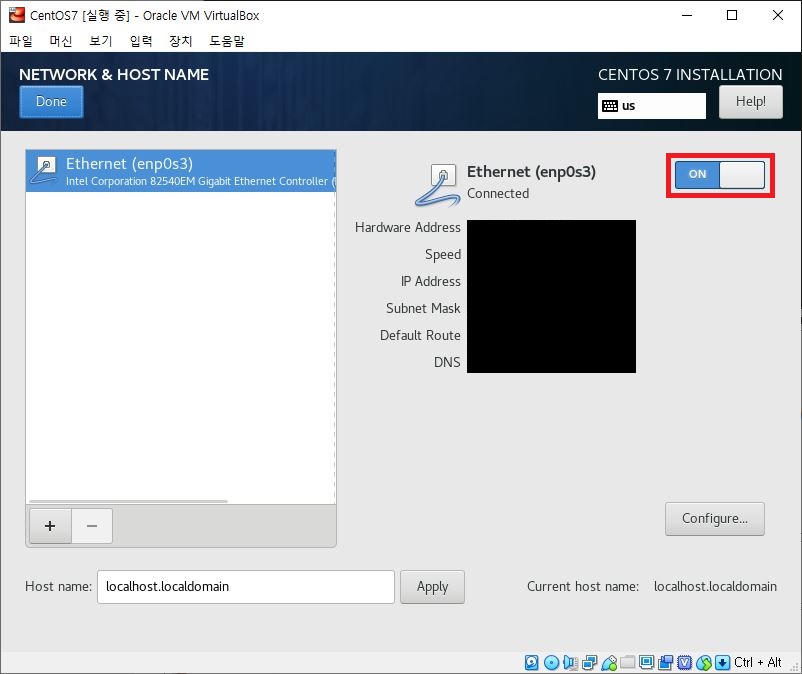 CentOS7 [실행 중] - Oracle VM VirtualBox
파일 머신 보기 입력 장치 도움말
NETWORK & HOST NAME
CENTOS 7 INSTALLATION
Done
us
Help!
Ethernet (enp0s3)
Intel Corporation 82540EM Gigabit Ethernet Controller (
Ethernet (enp0s3)
Connected
ON
Hardware Address
Speed
IP Address
Subnet Mask
Default Route
DNS
+ −
Configure...
Host name: localhost.localdomain Apply Current host name: localhost.localdomain
Ctrl + Alt